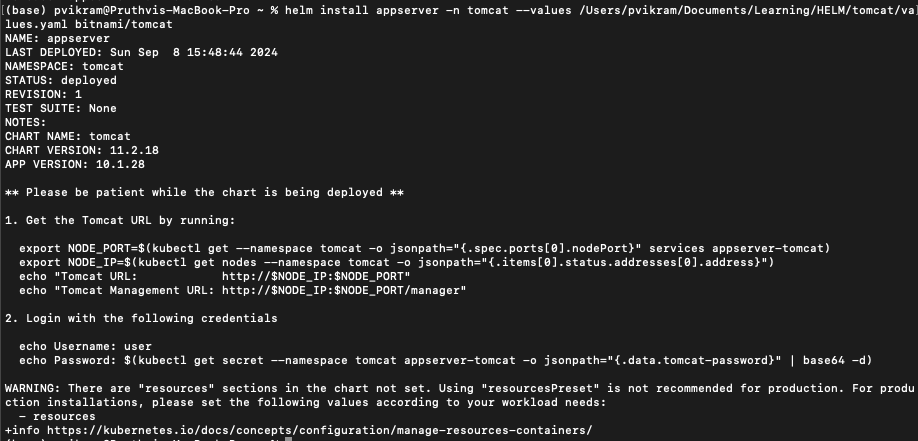 (base) pvikram@Pruthvis-MacBook-Pro ~ % helm install appserver -n tomcat --values /Users/pvikram/Documents/Learning/HELM/tomcat/va
lues.yaml bitnami/tomcat
NAME: appserver
LAST DEPLOYED: Sun Sep  8 15:48:44 2024
NAMESPACE: tomcat
STATUS: deployed
REVISION: 1
TEST SUITE: None
NOTES:
CHART NAME: tomcat
CHART VERSION: 11.2.18
APP VERSION: 10.1.28
** Please be patient while the chart is being deployed **
1. Get the Tomcat URL by running:
export NODE_PORT=$(kubectl get --namespace tomcat -o jsonpath="{.spec.ports[0].nodePort}" services appserver-tomcat)
export NODE_IP=$(kubectl get nodes --namespace tomcat -o jsonpath="{.items[0].status.addresses[0].address}")
echo "Tomcat URL:            http://$NODE_IP:$NODE_PORT"
echo "Tomcat Management URL: http://$NODE_IP:$NODE_PORT/manager"
2. Login with the following credentials
echo Username: user
echo Password: $(kubectl get secret --namespace tomcat appserver-tomcat -o jsonpath="{.data.tomcat-password}" | base64 -d)
WARNING: There are "resources" sections in the chart not set. Using "resourcesPreset" is not recommended for production. For produ
ction installations, please set the following values according to your workload needs:
- resources
+info https://kubernetes.io/docs/concepts/configuration/manage-resources-containers/